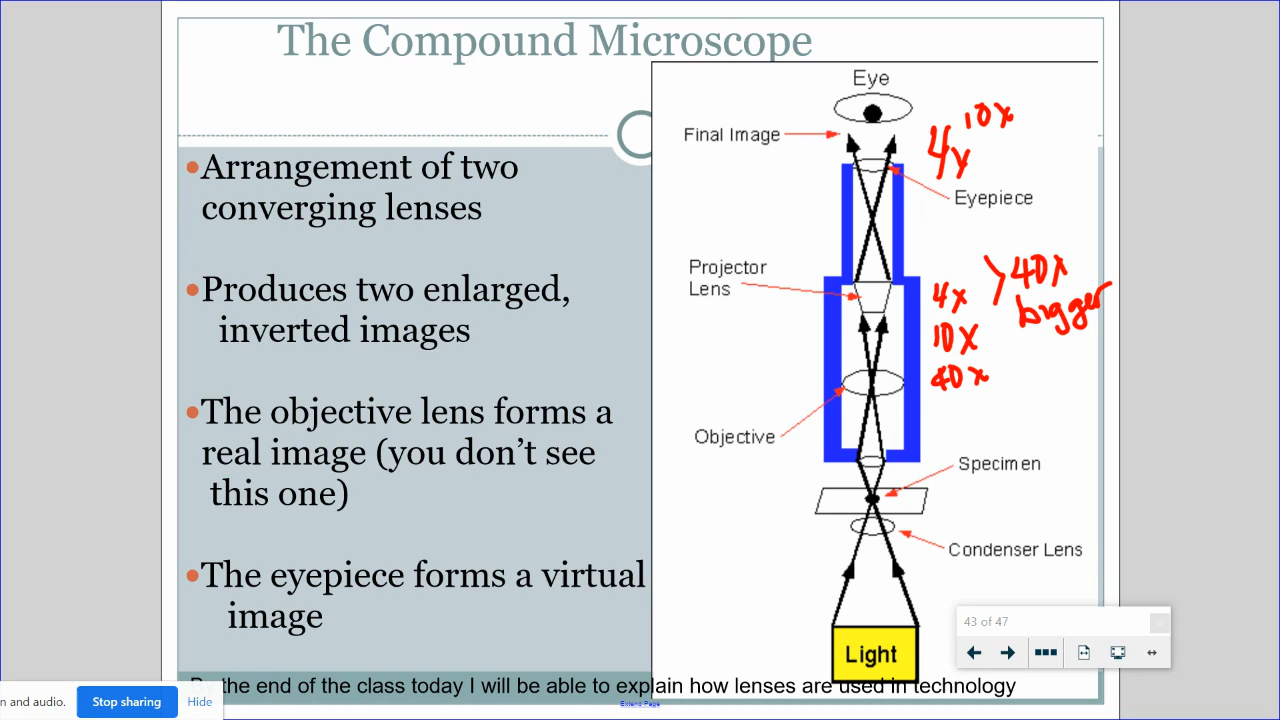 The Compound Microscope
•Arrangement of two
converging lenses
•Produces two enlarged,
inverted images
•The objective lens forms a
real image (you don't see
this one)
•The eyepiece forms a virtual
image
Eye
Final Image
10x
4x
Eyepiece
Projector
Lens
4x
10x
40x
> 40x
bigger
Objective
Specimen
Condenser Lens
Light
43 of 47
the end of the class today I will be able to explain how lenses are used in technology
Extend Page
n and audio.
Stop sharing
Hide